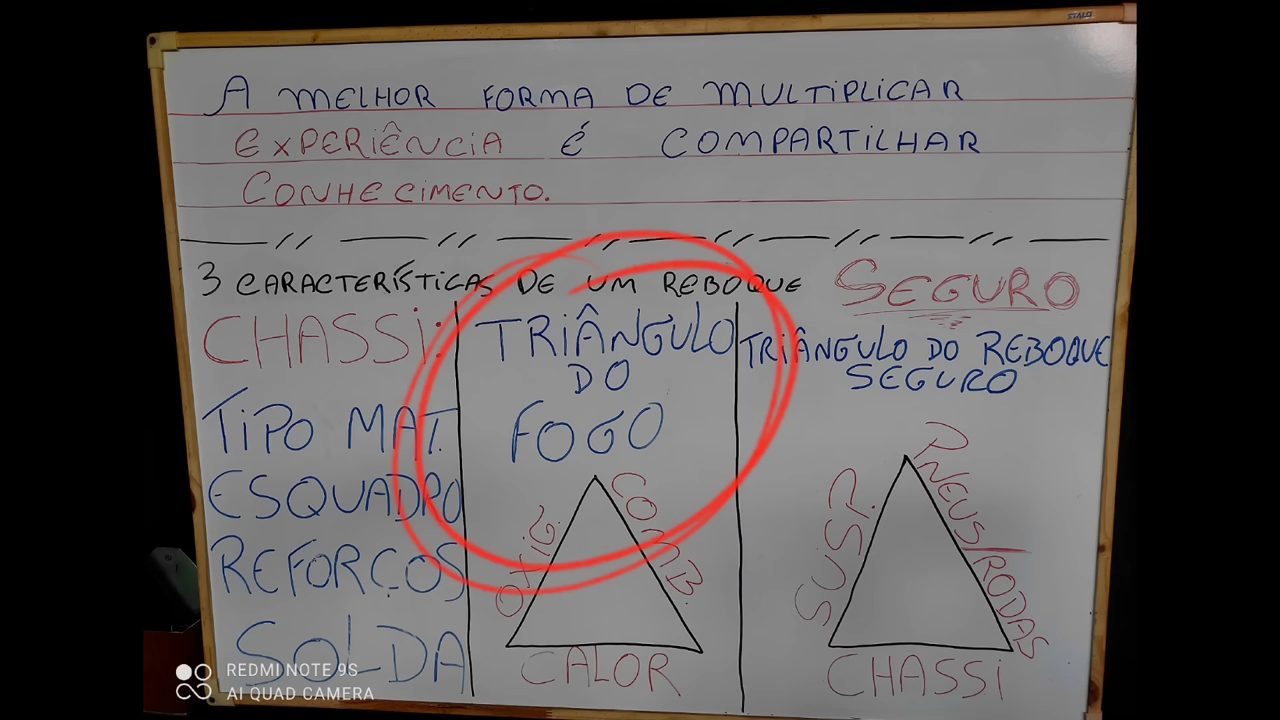 STALO
A MELHOR FORMA DE MULTIPLICAR
EXPERIÊNCIA É COMPARTILHAR
CONHECIMENTO.
3 CARACTERÍSTICAS DE UM REBOQUE SEGURO
CHASSI:
TIPO MAT.
ESQUADRO
REFORÇOS
SOLDA
TRIÂNGULO
DO
FOGO
OXIG.
COMB.
CALOR
TRIÂNGULO DO REBOQUE
SEGURO
SUSP.
PNEUS/RODAS
CHASSI
REDMI NOTE 9S
AI QUAD CAMERA